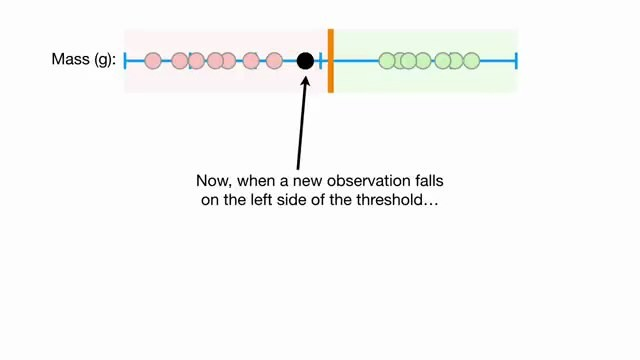 Mass (g):
Now, when a new observation falls
on the left side of the threshold…